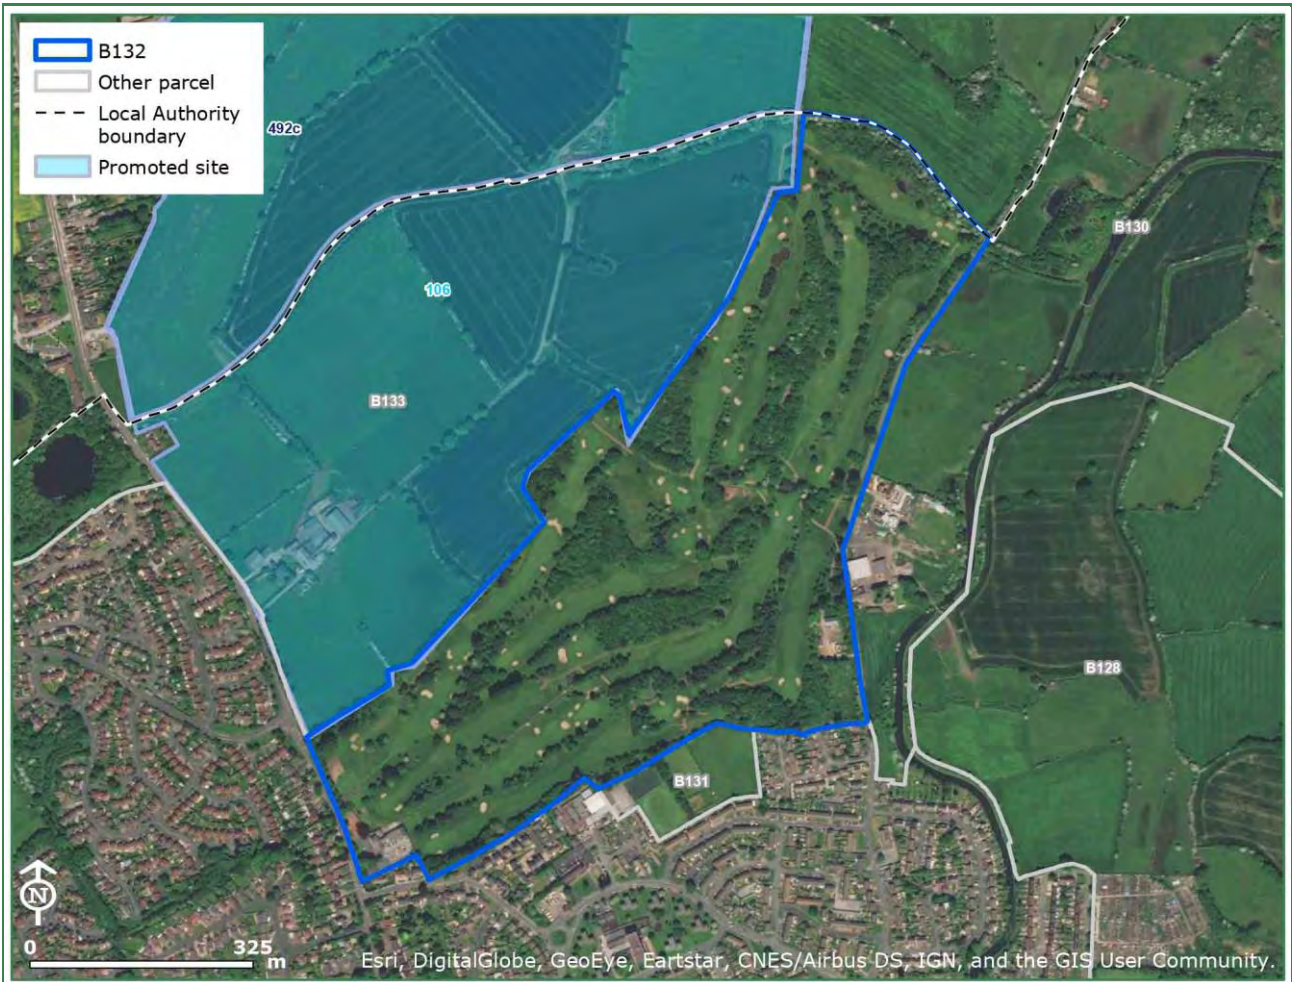 B132
Other parcel
Local Authority
boundary
Promoted site
492c
B130
106
B133
B128
B131
N
0 325
m
Esri, DigitalGlobe, GeoEye, Eartstar, CNES/Airbus DS, IGN, and the GIS User Community.